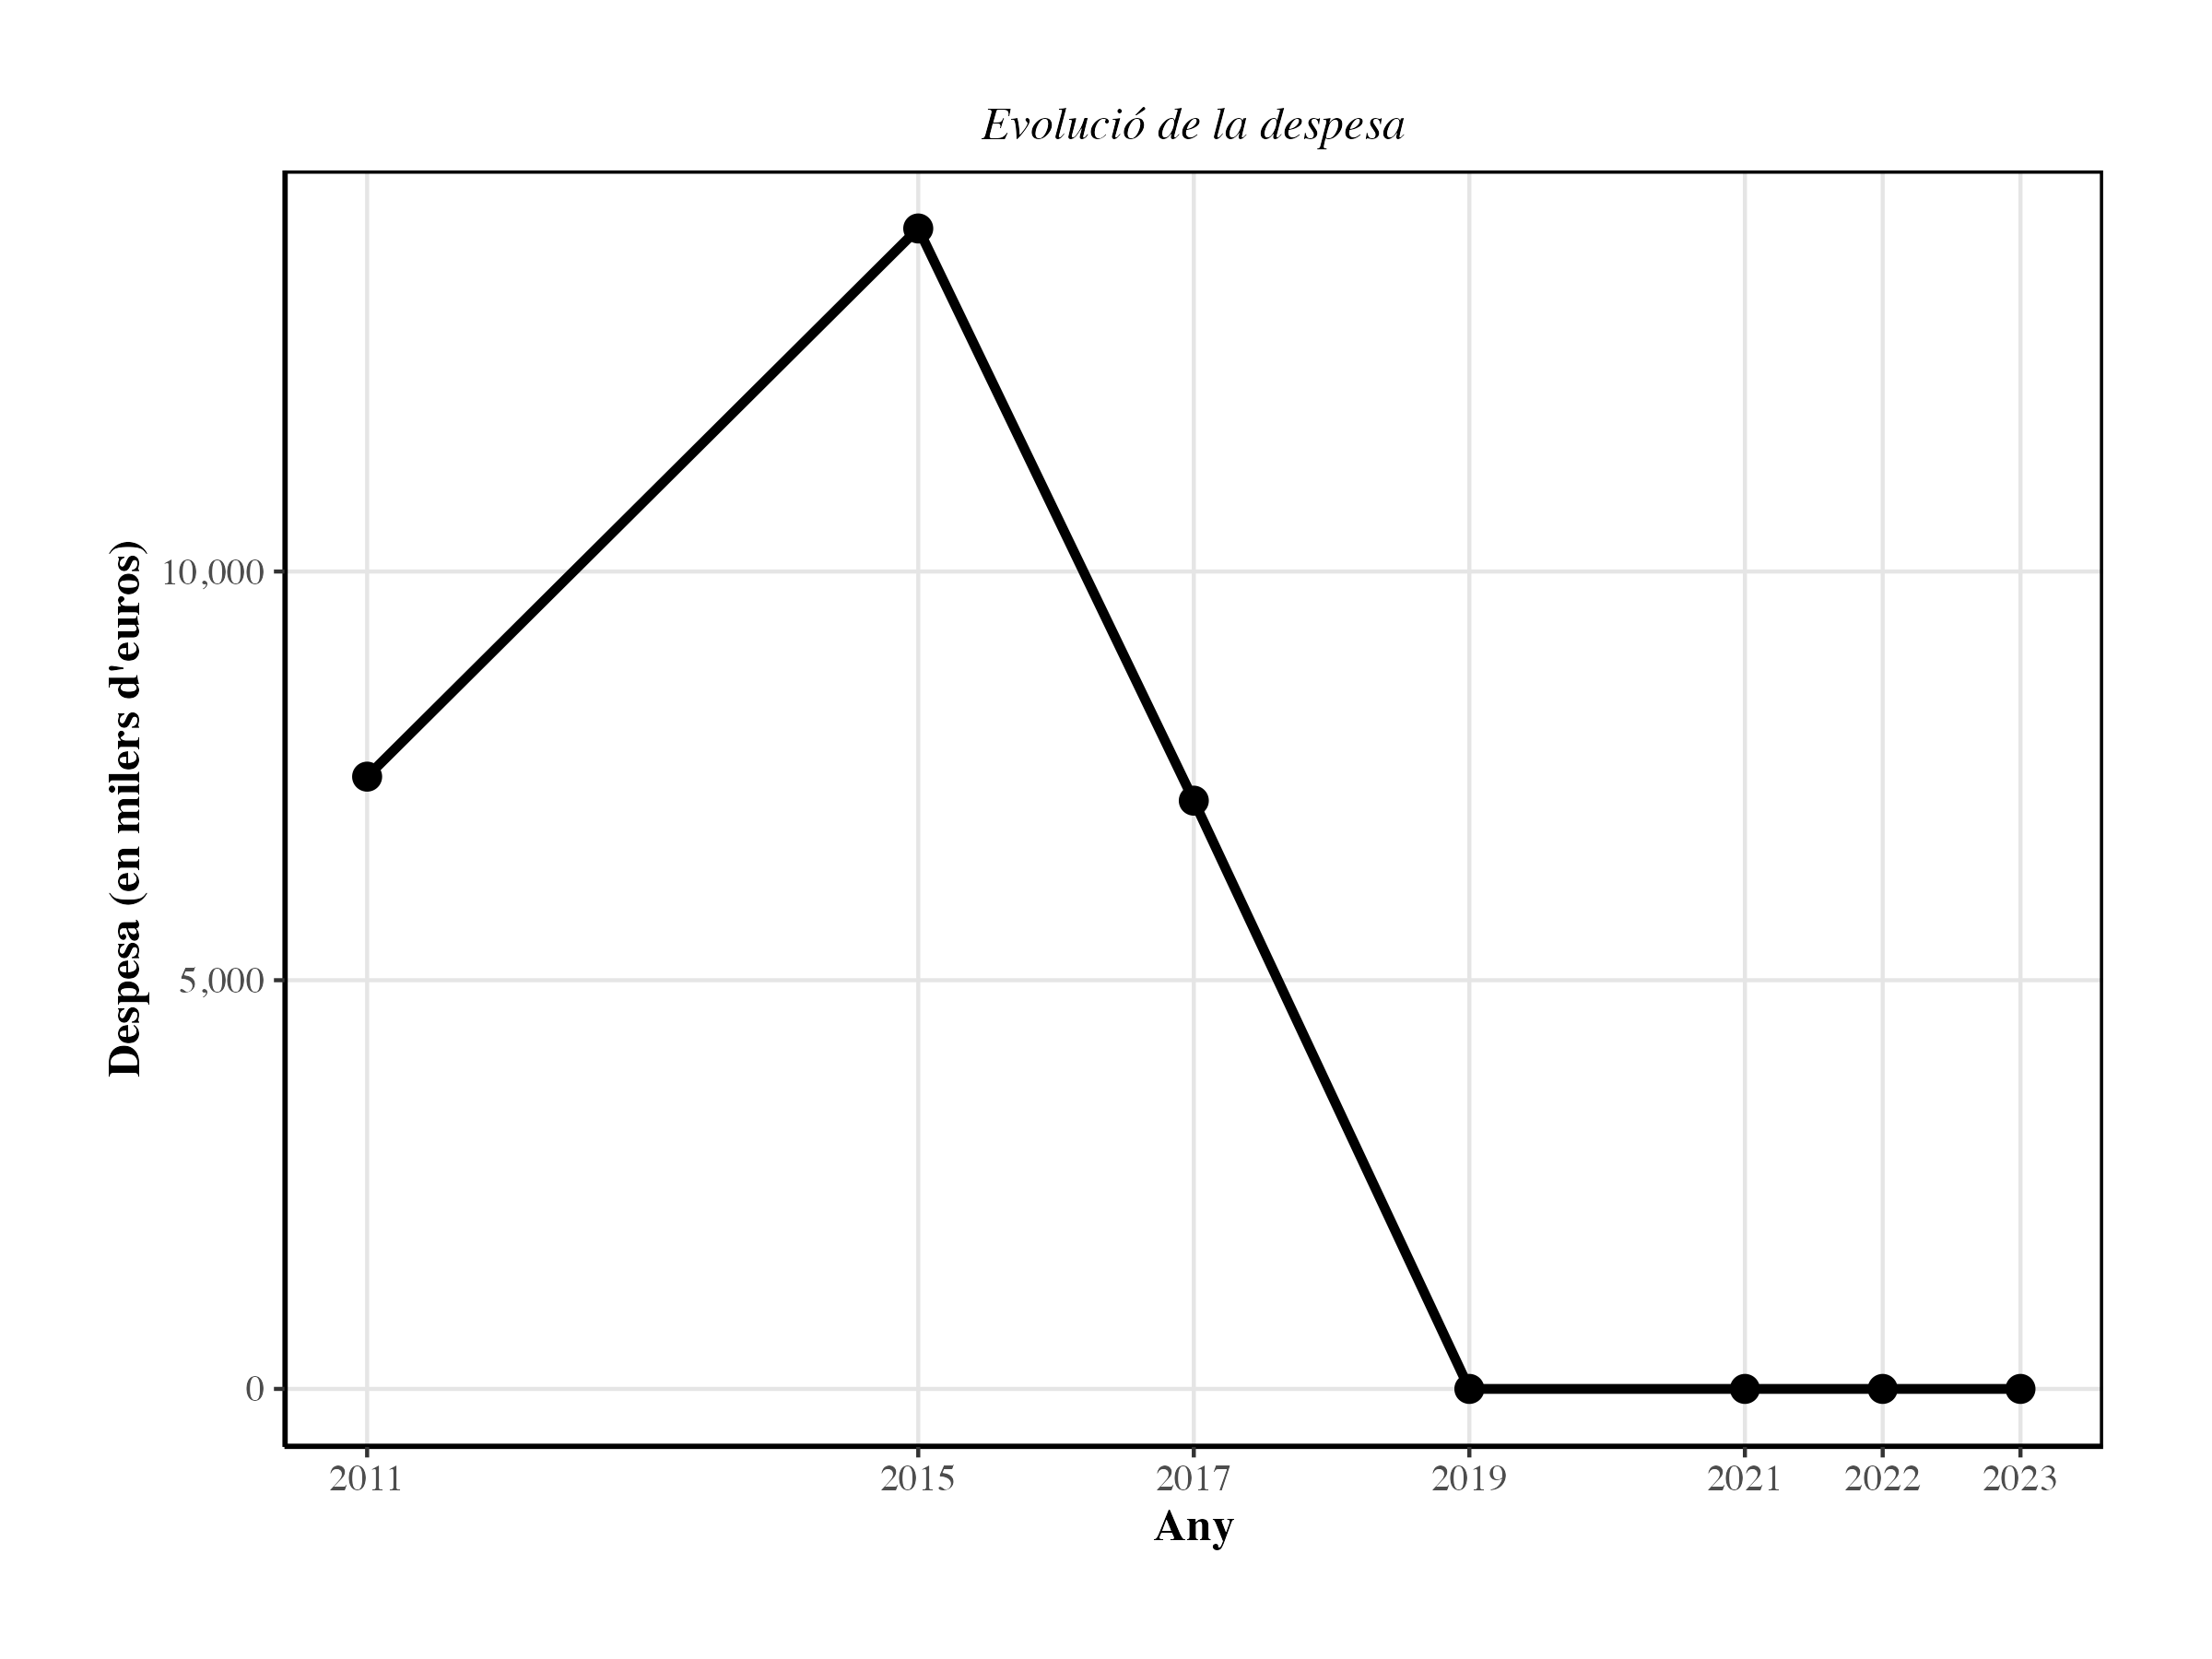 Evolució de la despesa
Despesa (en milers d'euros)
10,000
5,000
0
2011 2015 2017 2019 2021 2022 2023
Any